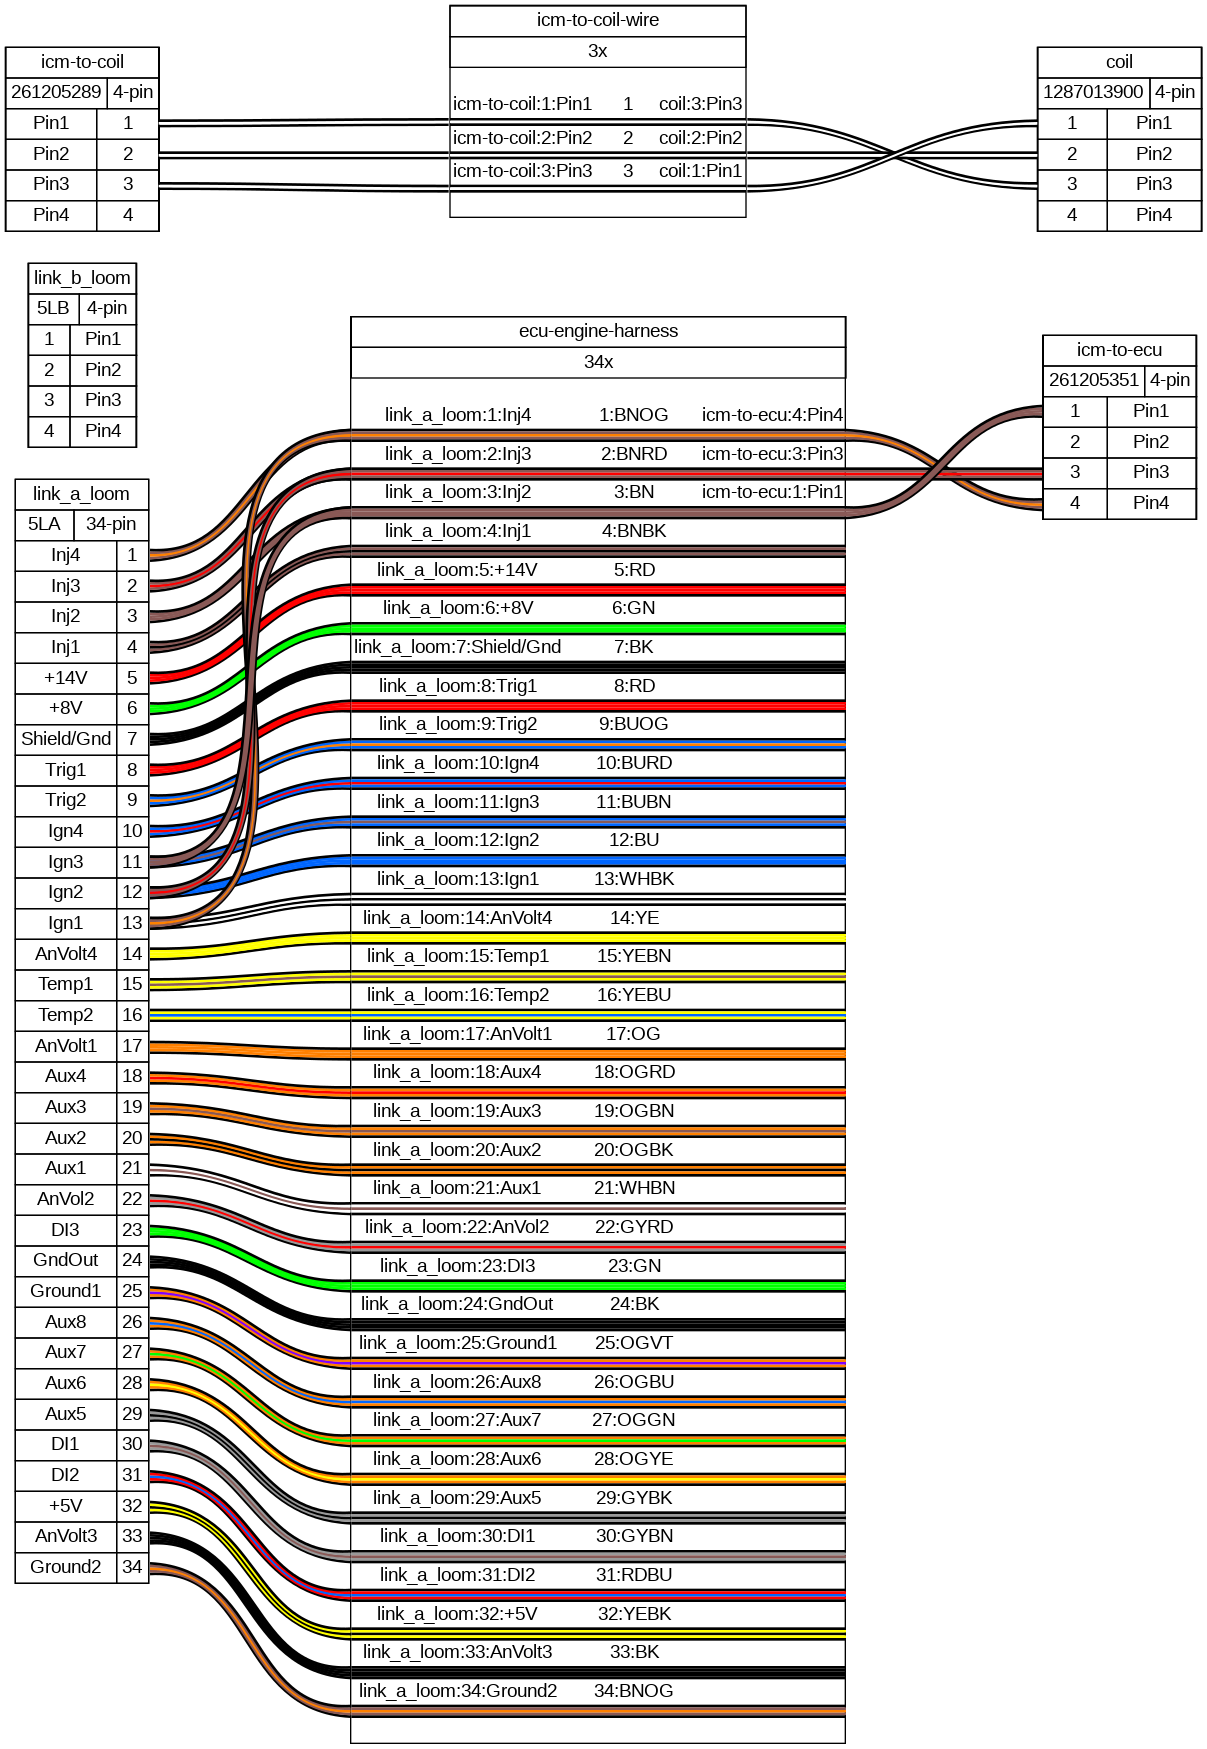 icm-to-coil-wire
3x
icm-to-coil:1:Pin1 1 coil:3:Pin3
icm-to-coil:2:Pin2 2 coil:2:Pin2
icm-to-coil:3:Pin3 3 coil:1:Pin1
icm-to-coil
261205289 4-pin
Pin1 1
Pin2 2
Pin3 3
Pin4 4
coil
1287013900 4-pin
1 Pin1
2 Pin2
3 Pin3
4 Pin4
link_b_loom
5LB 4-pin
1 Pin1
2 Pin2
3 Pin3
4 Pin4
link_a_loom
5LA 34-pin
Inj4 1
Inj3 2
Inj2 3
Inj1 4
+14V 5
+8V 6
Shield/Gnd 7
Trig1 8
Trig2 9
Ign4 10
Ign3 11
Ign2 12
Ign1 13
AnVolt4 14
Temp1 15
Temp2 16
AnVolt1 17
Aux4 18
Aux3 19
Aux2 20
Aux1 21
AnVol2 22
DI3 23
GndOut 24
Ground1 25
Aux8 26
Aux7 27
Aux6 28
Aux5 29
DI1 30
DI2 31
+5V 32
AnVolt3 33
Ground2 34
ecu-engine-harness
34x
link_a_loom:1:Inj4 1:BNOG icm-to-ecu:4:Pin4
link_a_loom:2:Inj3 2:BNRD icm-to-ecu:3:Pin3
link_a_loom:3:Inj2 3:BN icm-to-ecu:1:Pin1
link_a_loom:4:Inj1 4:BNBK
link_a_loom:5:+14V 5:RD
link_a_loom:6:+8V 6:GN
link_a_loom:7:Shield/Gnd 7:BK
link_a_loom:8:Trig1 8:RD
link_a_loom:9:Trig2 9:BUOG
link_a_loom:10:Ign4 10:BURD
link_a_loom:11:Ign3 11:BUBN
link_a_loom:12:Ign2 12:BU
link_a_loom:13:Ign1 13:WHBK
link_a_loom:14:AnVolt4 14:YE
link_a_loom:15:Temp1 15:YEBN
link_a_loom:16:Temp2 16:YEBU
link_a_loom:17:AnVolt1 17:OG
link_a_loom:18:Aux4 18:OGRD
link_a_loom:19:Aux3 19:OGBN
link_a_loom:20:Aux2 20:OGBK
link_a_loom:21:Aux1 21:WHBN
link_a_loom:22:AnVol2 22:GYRD
link_a_loom:23:DI3 23:GN
link_a_loom:24:GndOut 24:BK
link_a_loom:25:Ground1 25:OGVT
link_a_loom:26:Aux8 26:OGBU
link_a_loom:27:Aux7 27:OGGN
link_a_loom:28:Aux6 28:OGYE
link_a_loom:29:Aux5 29:GYBK
link_a_loom:30:DI1 30:GYBN
link_a_loom:31:DI2 31:RDBU
link_a_loom:32:+5V 32:YEBK
link_a_loom:33:AnVolt3 33:BK
link_a_loom:34:Ground2 34:BNOG
icm-to-ecu
261205351 4-pin
1 Pin1
2 Pin2
3 Pin3
4 Pin4